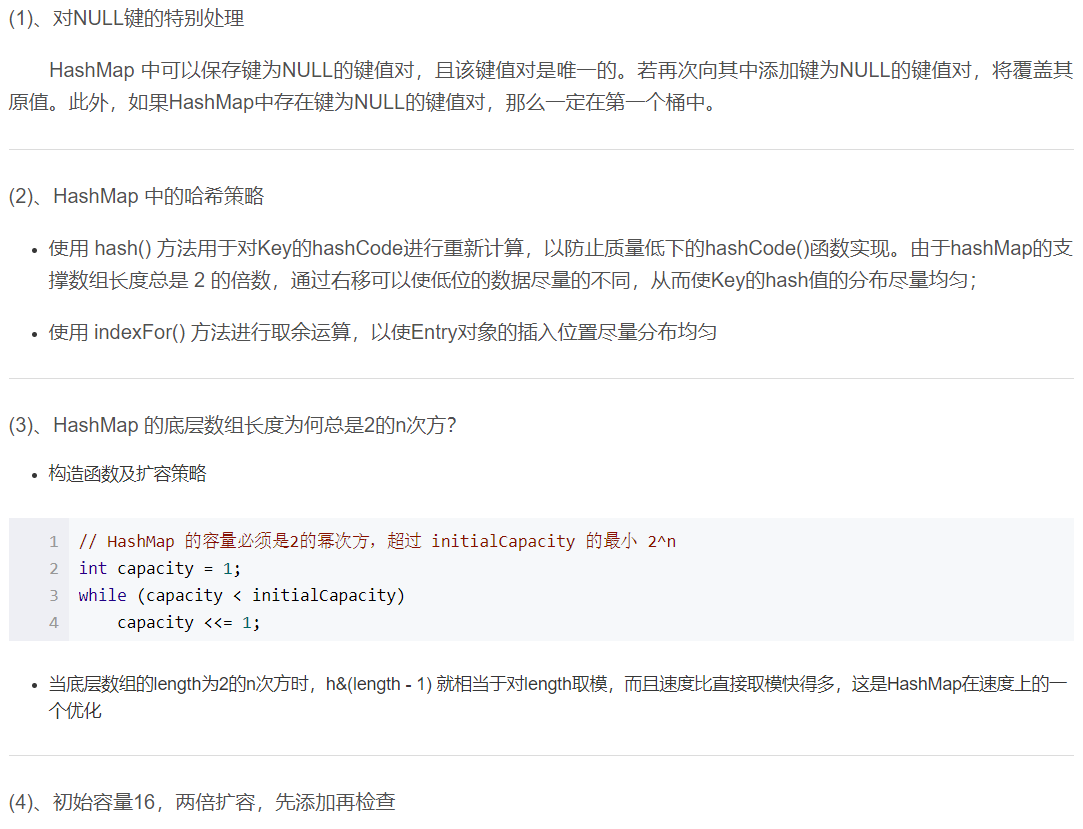 (1)、对NULL键的特别处理
HashMap 中可以保存键为NULL的键值对，且该键值对是唯一的。若再次向其中添加键为NULL的键值对，将覆盖其
原值。此外，如果HashMap中存在键为NULL的键值对，那么一定在第一个桶中。
(2)、HashMap 中的哈希策略
• 使用 hash() 方法用于对Key的hashCode进行重新计算，以防止质量低下的hashCode()函数实现。由于hashMap的支
撑数组长度总是 2 的倍数，通过右移可以使低位的数据尽量的不同，从而使Key的hash值的分布尽量均匀；
• 使用 indexFor() 方法进行取余运算，以使Entry对象的插入位置尽量分布均匀
(3)、HashMap 的底层数组长度为何总是2的n次方？
• 构造函数及扩容策略
1 // HashMap 的容量必须是2的幂次方，超过 initialCapacity 的最小 2^n
2 int capacity = 1;
3 while (capacity < initialCapacity)
4     capacity <<= 1;
• 当底层数组的length为2的n次方时，h&(length - 1) 就相当于对length取模，而且速度比直接取模快得多，这是HashMap在速度上的一
个优化
(4)、初始容量16，两倍扩容，先添加再检查